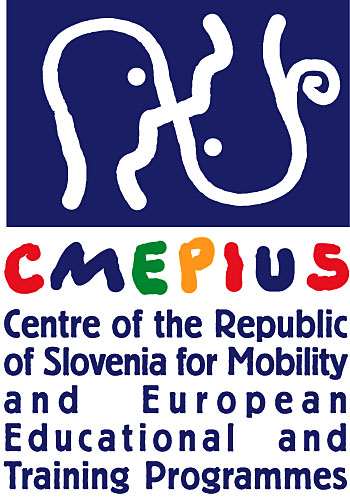 CMEPIUS
Centre of the Republic
of Slovenia for Mobility
and European
Educational and
Training Programmes